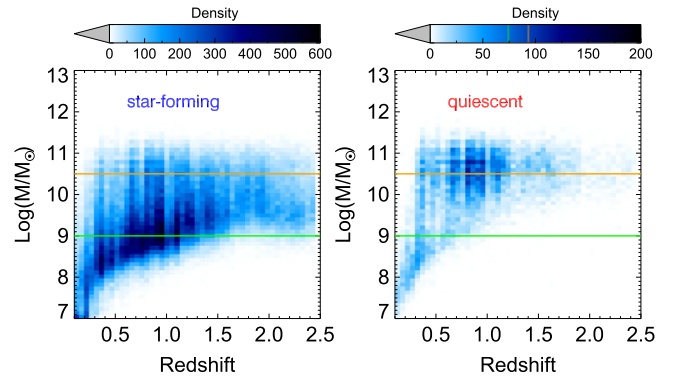 Density
Density
0 100 200 300 400 500 600
0 50 100 150 200
13
12
11
10
9
8
7
Log(M/M☉)
star-forming
0.5 1.0 1.5 2.0 2.5
Redshift
13
12
11
10
9
8
7
Log(M/M☉)
quiescent
0.5 1.0 1.5 2.0 2.5
Redshift